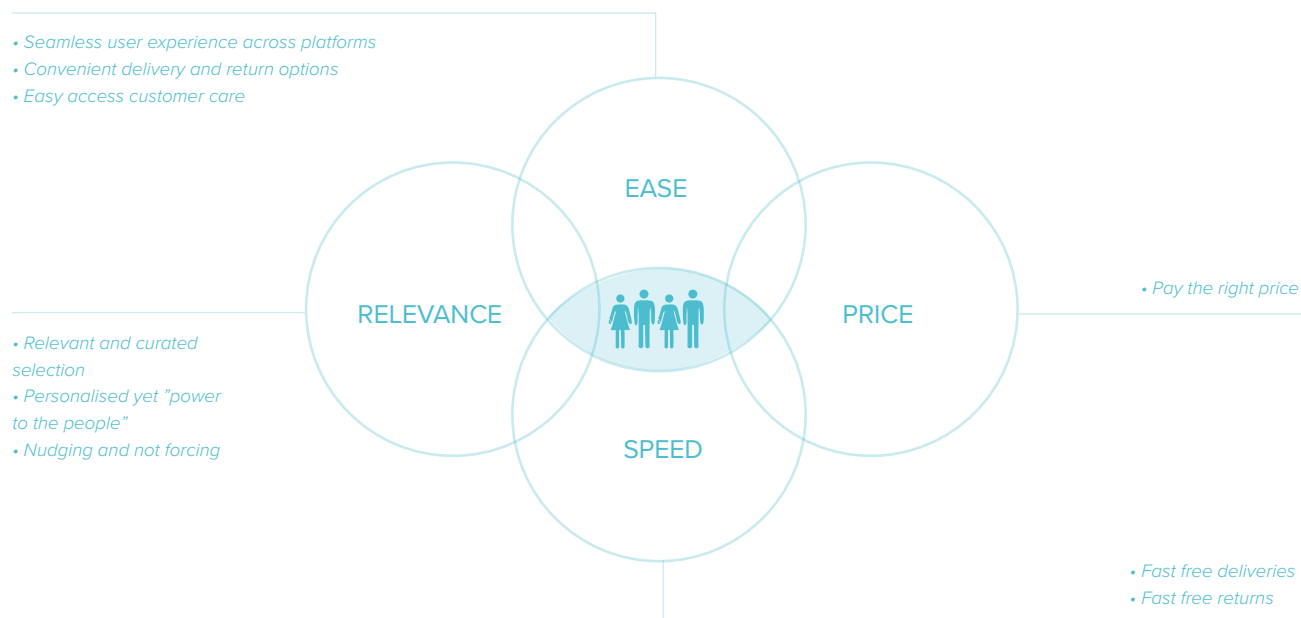 • Seamless user experience across platforms
• Convenient delivery and return options
• Easy access customer care
EASE
RELEVANCE
PRICE
• Pay the right price
• Relevant and curated
selection
• Personalised yet ”power
to the people”
• Nudging and not forcing
SPEED
• Fast free deliveries
• Fast free returns